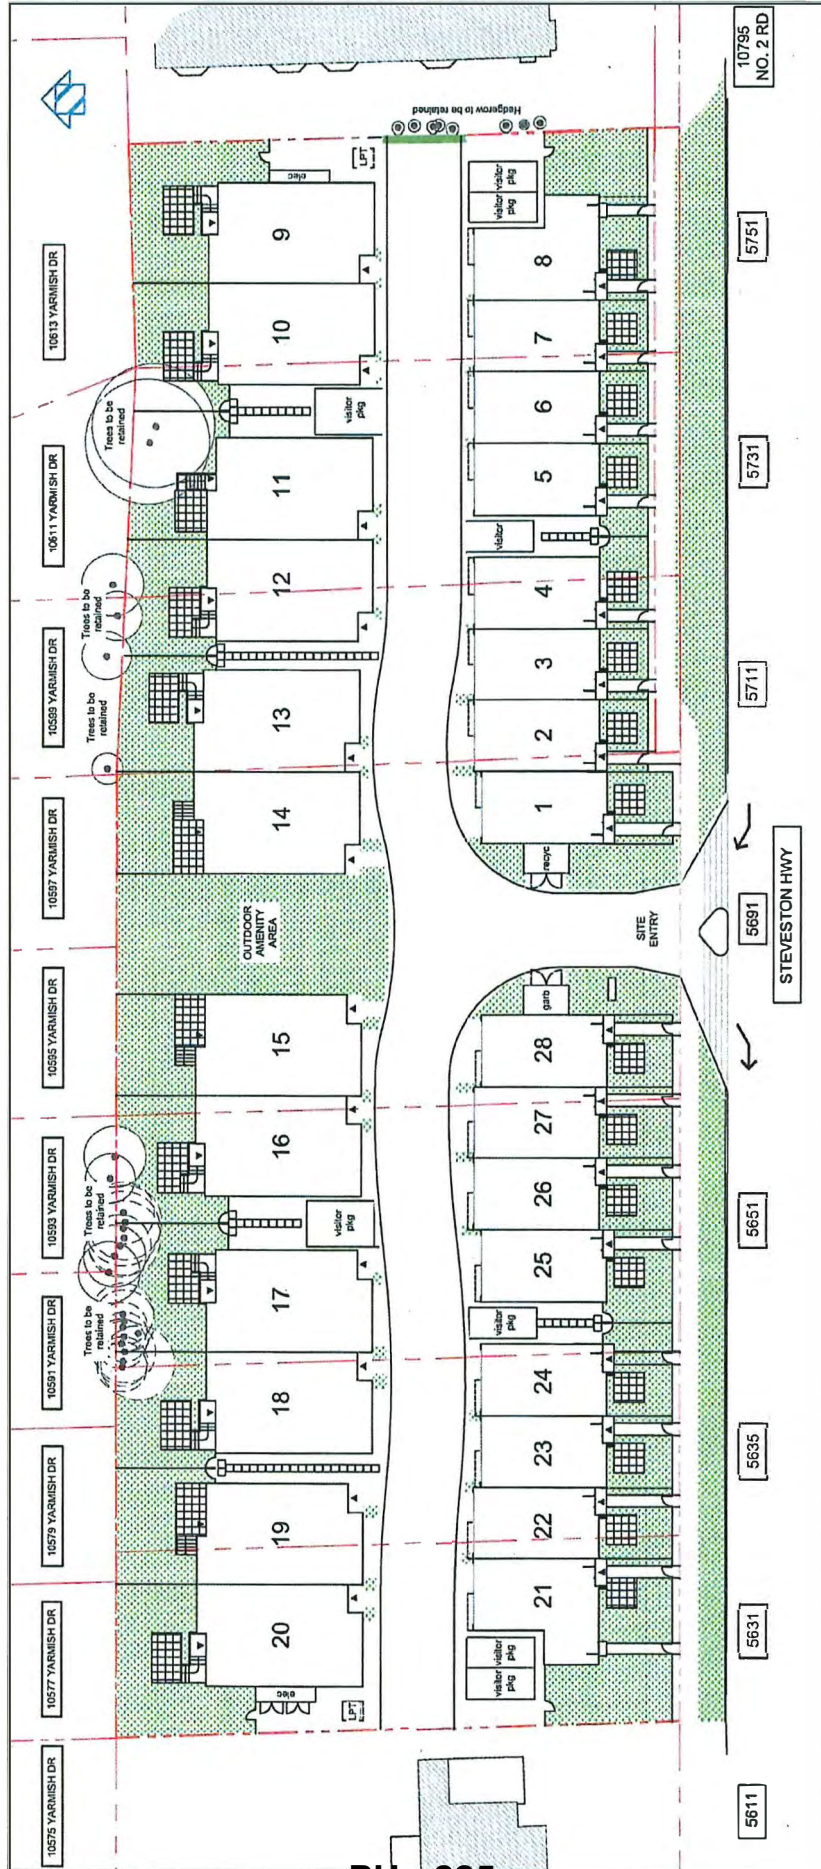 10575 YARMISH DR
10577 YARMISH DR
10579 YARMISH DR
10591 YARMISH DR
10593 YARMISH DR
10595 YARMISH DR
10597 YARMISH DR
10599 YARMISH DR
10611 YARMISH DR
10613 YARMISH DR
Trees to be
retained
Trees to be
retained
Trees to be
retained
Trees to be
retained
Trees to be
retained
20
19
18
17
16
15
OUTDOOR
AMENITY
AREA
14
13
12
11
10
9
elec
visitor
pkg
visitor
pkg
elec
LPT
LPT
Hedgerow to be retained
visitor
pkg
visitor
pkg
visitor
pkg
visitor
visitor
pkg
visitor
pkg
21
22
23
24
25
26
27
28
garb
recyc
1
2
3
4
5
6
7
8
SITE
ENTRY
5611
5631
5635
5651
5691
5711
5731
5751
10795
NO. 2 RD
STEVESTON HWY